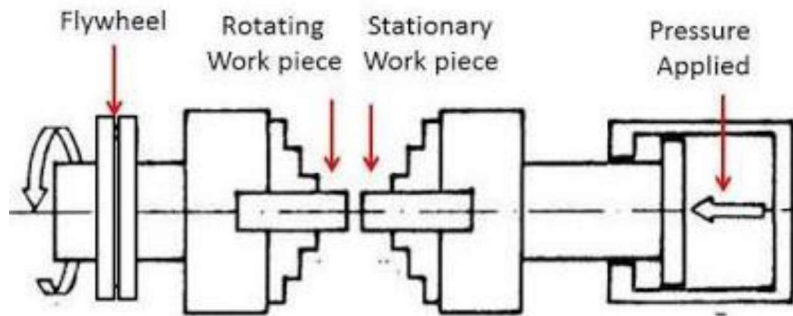 Flywheel
Rotating
Work piece
Stationary
Work piece
Pressure
Applied